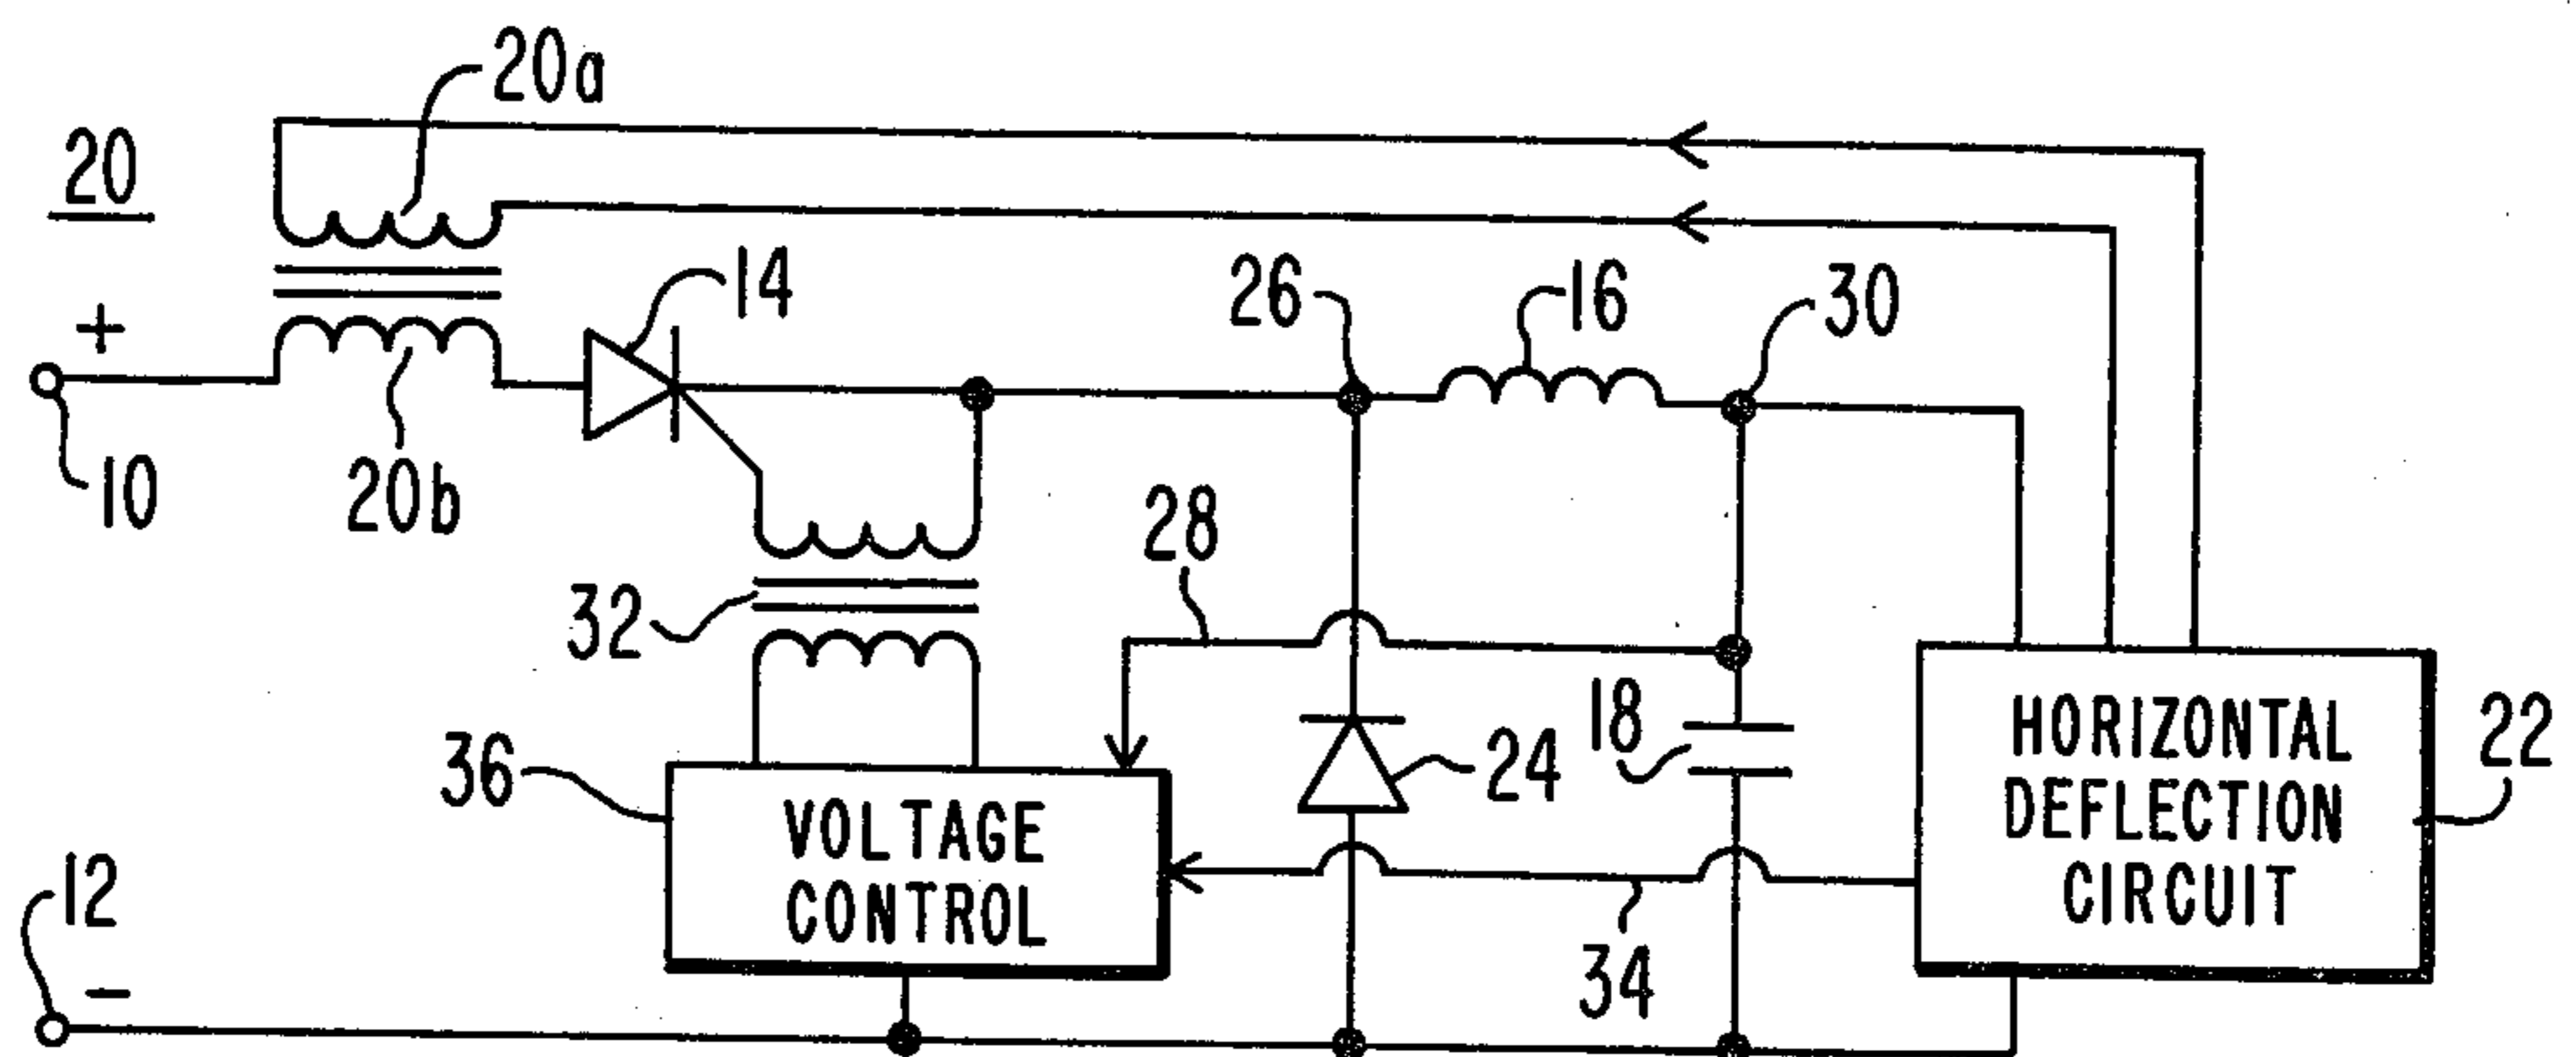 20a
20
14
26
16
30
+
10
20b
28
32
18
HORIZONTAL
DEFLECTION
CIRCUIT
22
36
24
VOLTAGE
CONTROL
12
34
−